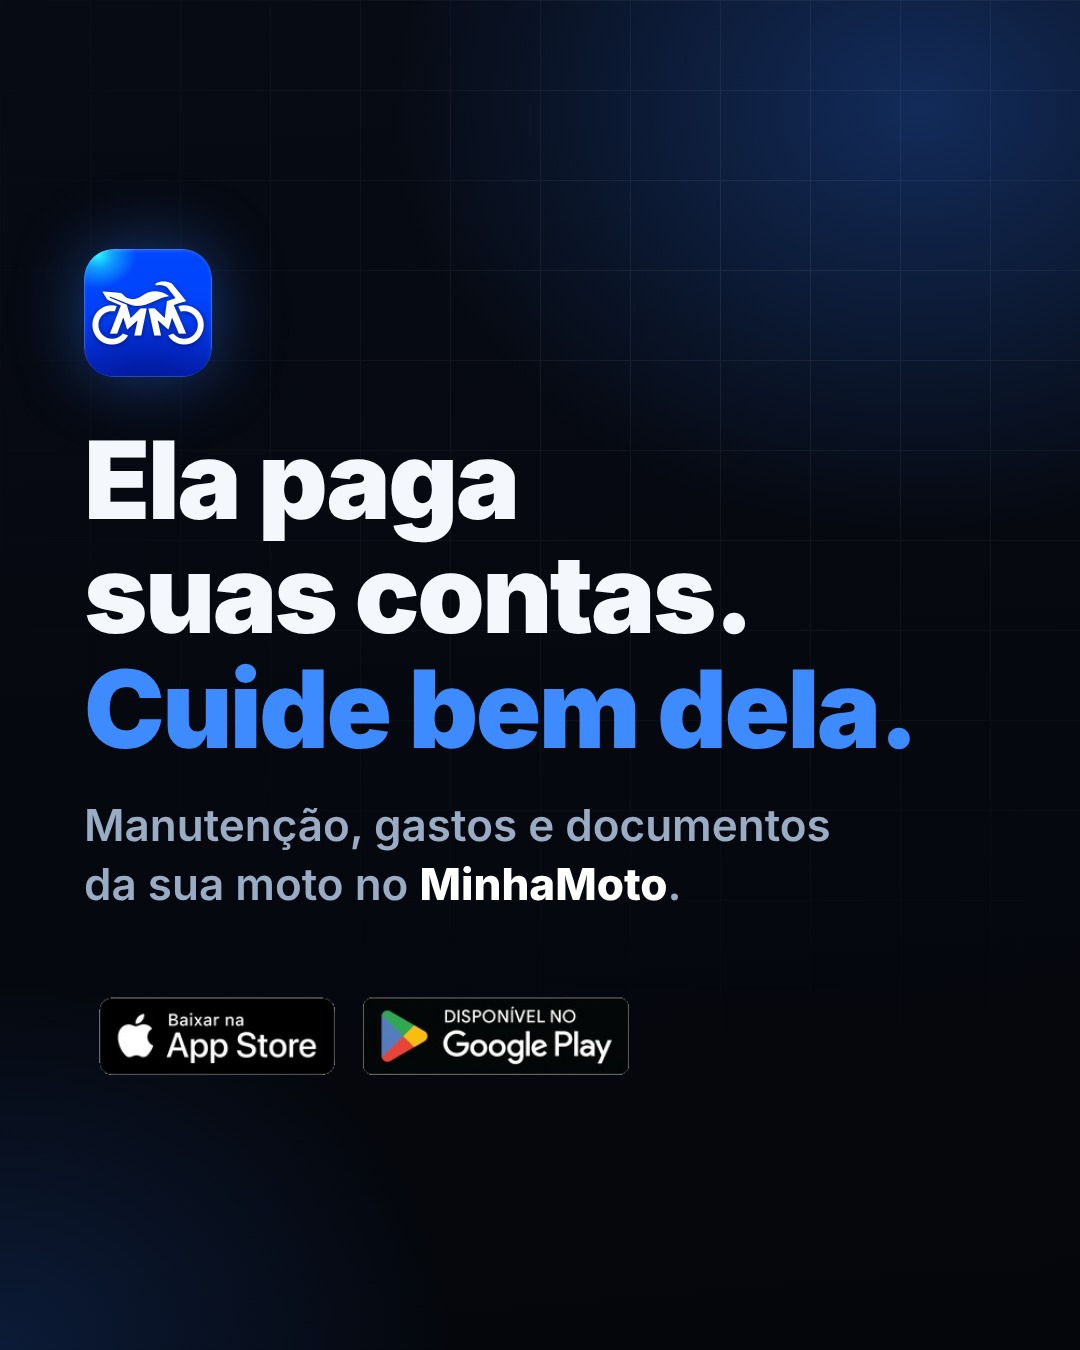 MM
Ela paga
suas contas.
Cuide bem dela.
Manutenção, gastos e documentos
da sua moto no MinhaMoto.
Baixar na
App Store
DISPONÍVEL NO
Google Play